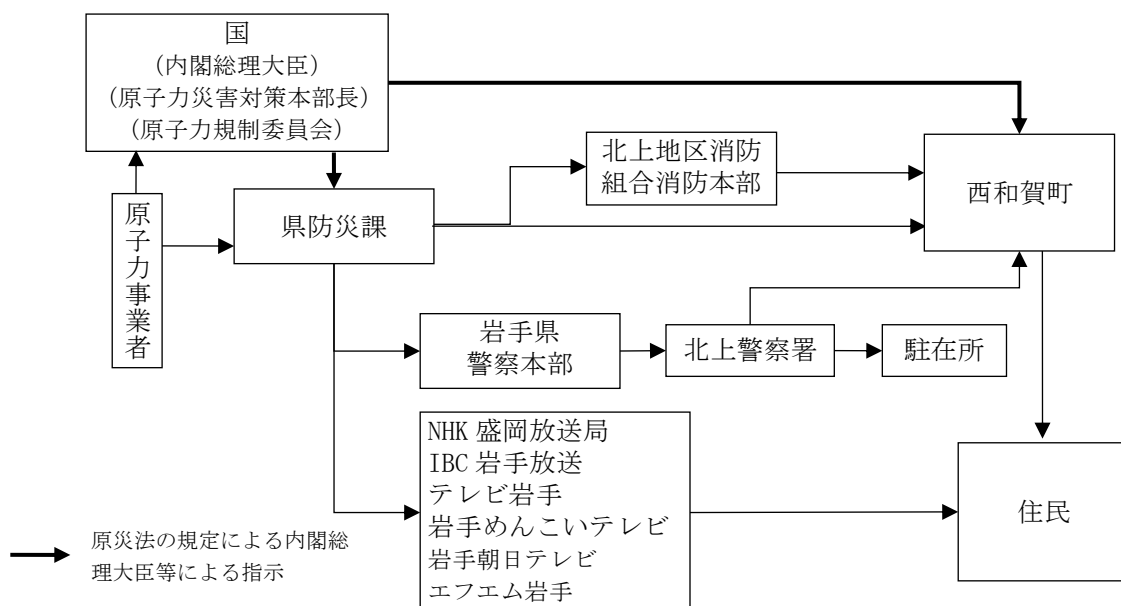 国
(内閣総理大臣)
(原子力災害対策本部長)
(原子力規制委員会)
北上地区消防
組合消防本部
西和賀町
原子力事業者
県防災課
岩手県
警察本部
北上警察署
駐在所
NHK 盛岡放送局
IBC 岩手放送
テレビ岩手
岩手めんこいテレビ
岩手朝日テレビ
エフエム岩手
住民
原災法の規定による内閣総
理大臣等による指示